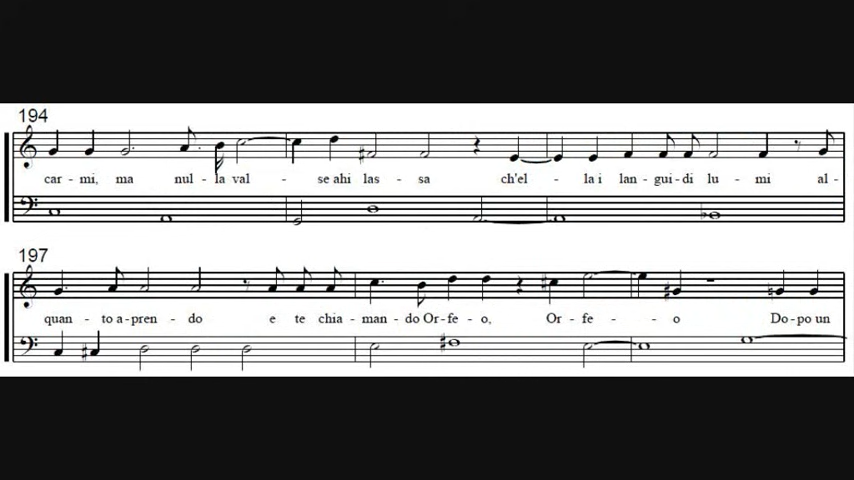 194
car-mi, ma nul-la val - se ahi las-sa ch'el - la i lan-gui-di lu - mi al-
197
quan-to a-pren-do e te chia-man-do Or-fe-o, Or-fe - - o Do-po un